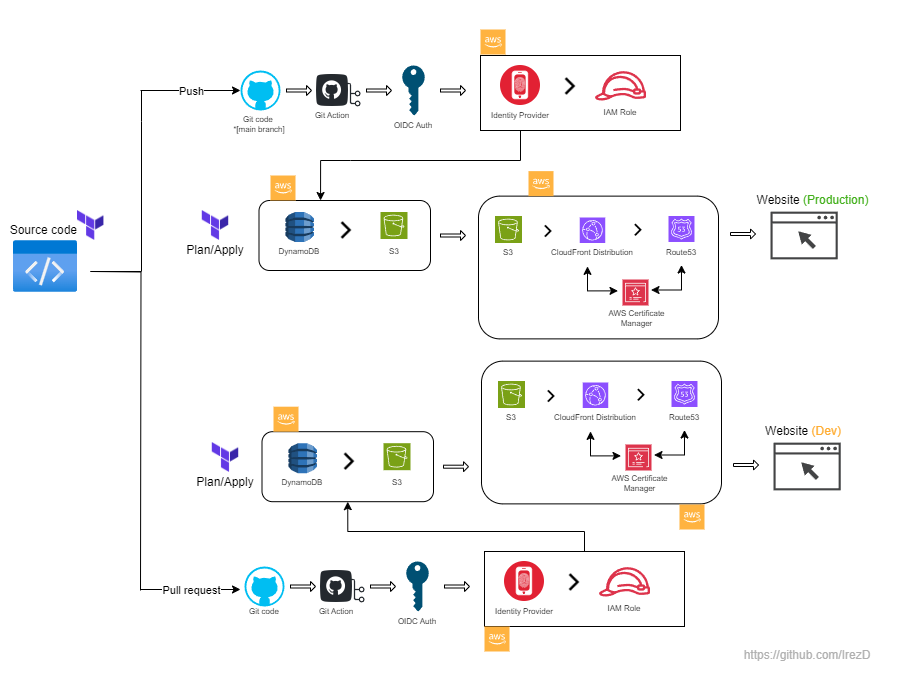 aws
Push
Git code
*[main branch]
Git Action
OIDC Auth
Identity Provider
IAM Role
aws
aws
Source code
Plan/Apply
DynamoDB
S3
S3
CloudFront Distribution
53
Route53
AWS Certificate
Manager
Website (Production)
aws
Plan/Apply
DynamoDB
S3
S3
CloudFront Distribution
53
Route53
AWS Certificate
Manager
Website (Dev)
aws
Pull request
Git code
Git Action
OIDC Auth
Identity Provider
IAM Role
aws
https://github.com/IrezD